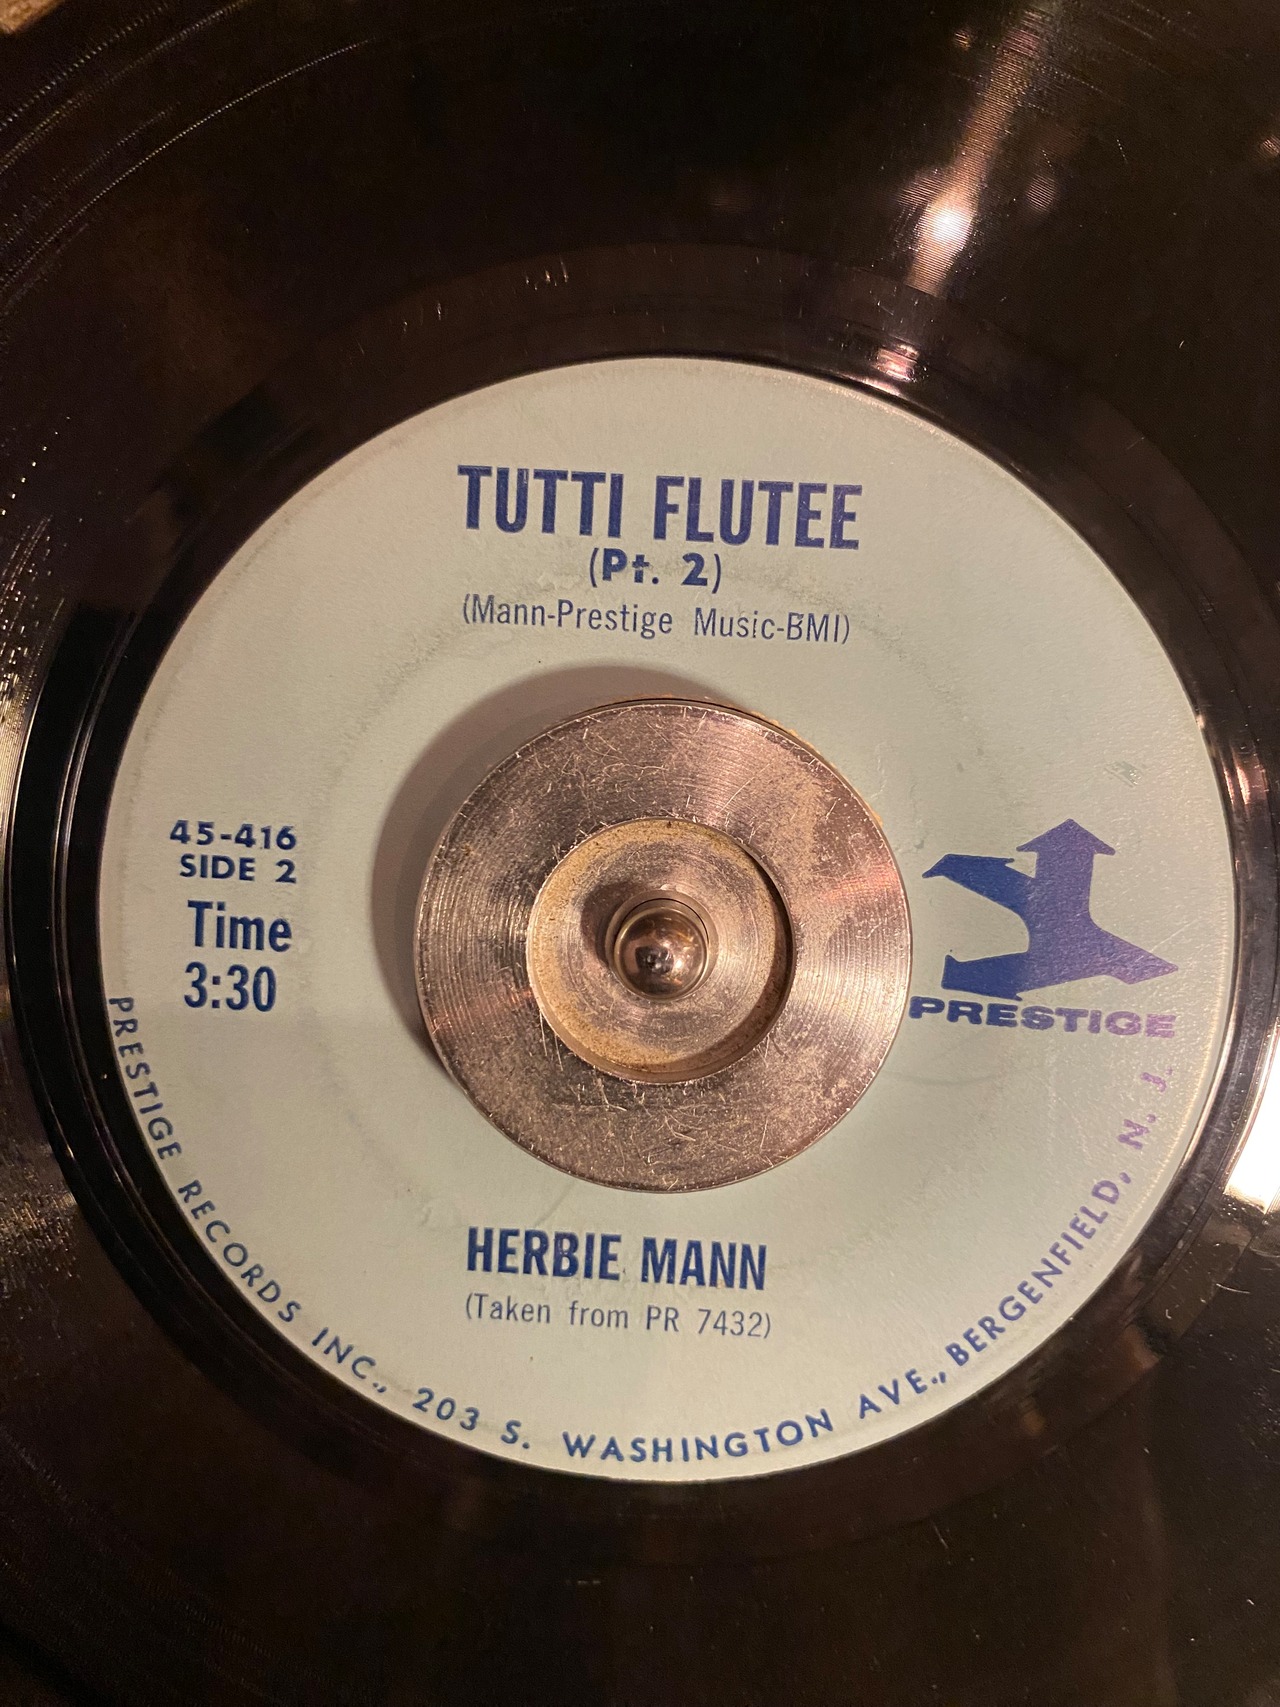 TUTTI FLUTEE
(Pt. 2)
(Mann-Prestige Music-BMI)
45-416
SIDE 2
Time
3:30
PRESTIGE
HERBIE MANN
(Taken from PR 7432)
PRESTIGE RECORDS INC., 203 S. WASHINGTON AVE., BERGENFIELD, N. J.